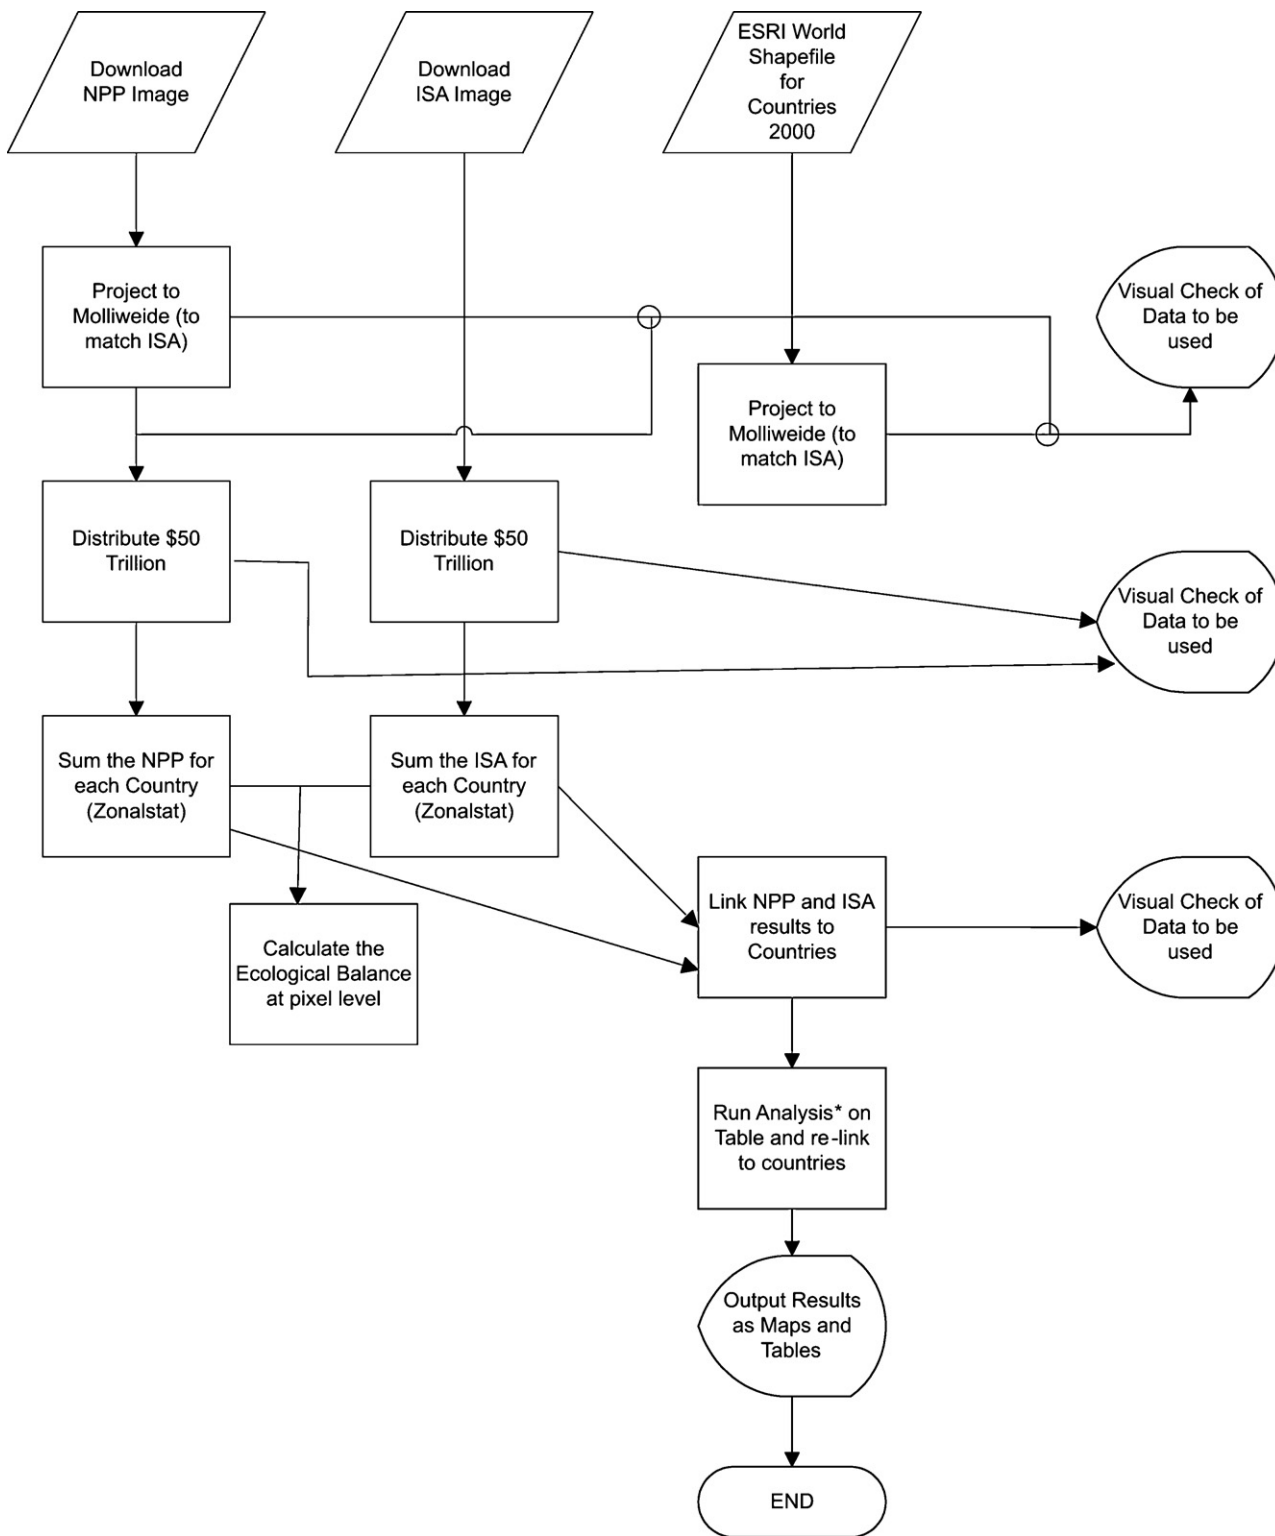 Download
NPP Image
Download
ISA Image
ESRI World
Shapefile
for
Countries
2000
Project to
Molliweide (to
match ISA)
Visual Check of
Data to be
used
Project to
Molliweide (to
match ISA)
Distribute $50
Trillion
Distribute $50
Trillion
Visual Check of
Data to be
used
Sum the NPP for
each Country
(Zonalstat)
Sum the ISA for
each Country
(Zonalstat)
Link NPP and ISA
results to
Countries
Visual Check of
Data to be
used
Calculate the
Ecological Balance
at pixel level
Run Analysis* on
Table and re-link
to countries
Output Results
as Maps and
Tables
END